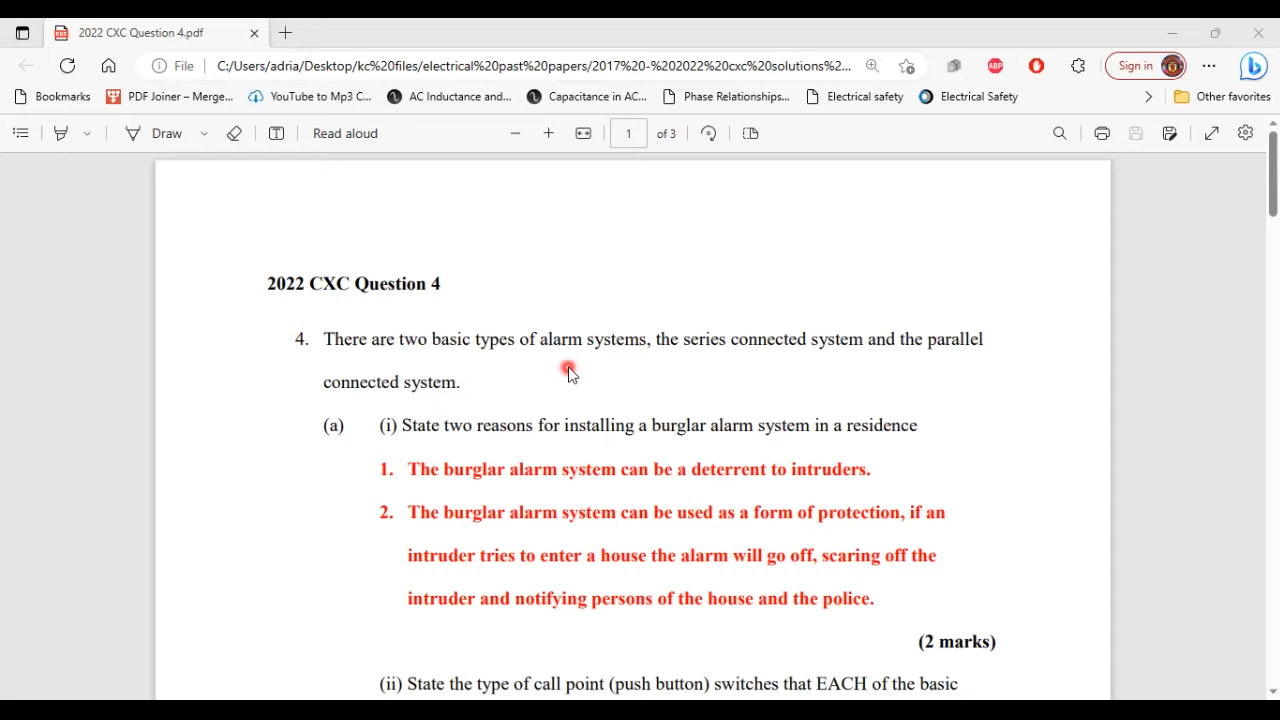 2022 CXC Question 4.pdf
File
C:/Users/adria/Desktop/kc%20files/electrical%20past%20papers/2017%20-%202022%20cxc%20solutions%2...
Sign in
Bookmarks
PDF Joiner – Merge...
YouTube to Mp3 C...
AC Inductance and...
Capacitance in AC...
Phase Relationships...
Electrical safety
Electrical Safety
Other favorites
Draw
Read aloud
1
of 3
2022 CXC Question 4
4. There are two basic types of alarm systems, the series connected system and the parallel
connected system.
(a) (i) State two reasons for installing a burglar alarm system in a residence
1. The burglar alarm system can be a deterrent to intruders.
2. The burglar alarm system can be used as a form of protection, if an
intruder tries to enter a house the alarm will go off, scaring off the
intruder and notifying persons of the house and the police.
(2 marks)
(ii) State the type of call point (push button) switches that EACH of the basic